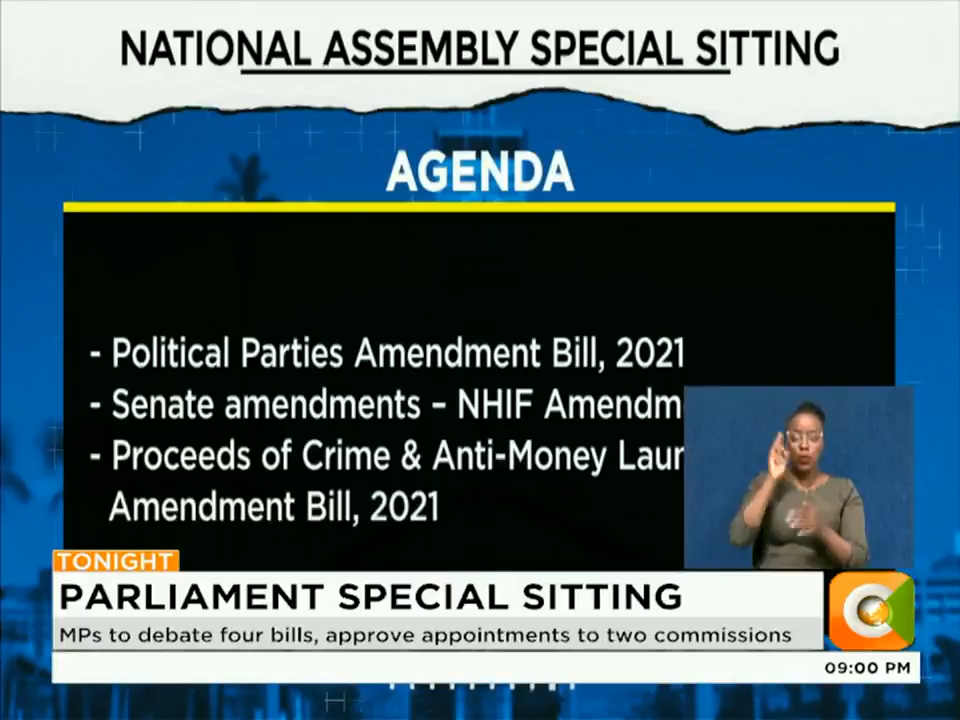 NATIONAL ASSEMBLY SPECIAL SITTING
AGENDA
- Political Parties Amendment Bill, 2021
- Senate amendments – NHIF
- Proceeds of Crime & Anti-Money
Amendment Bill, 2021
TONIGHT
PARLIAMENT SPECIAL SITTING
MPs to debate four bills, approve appointments to two commissions
09:00 PM